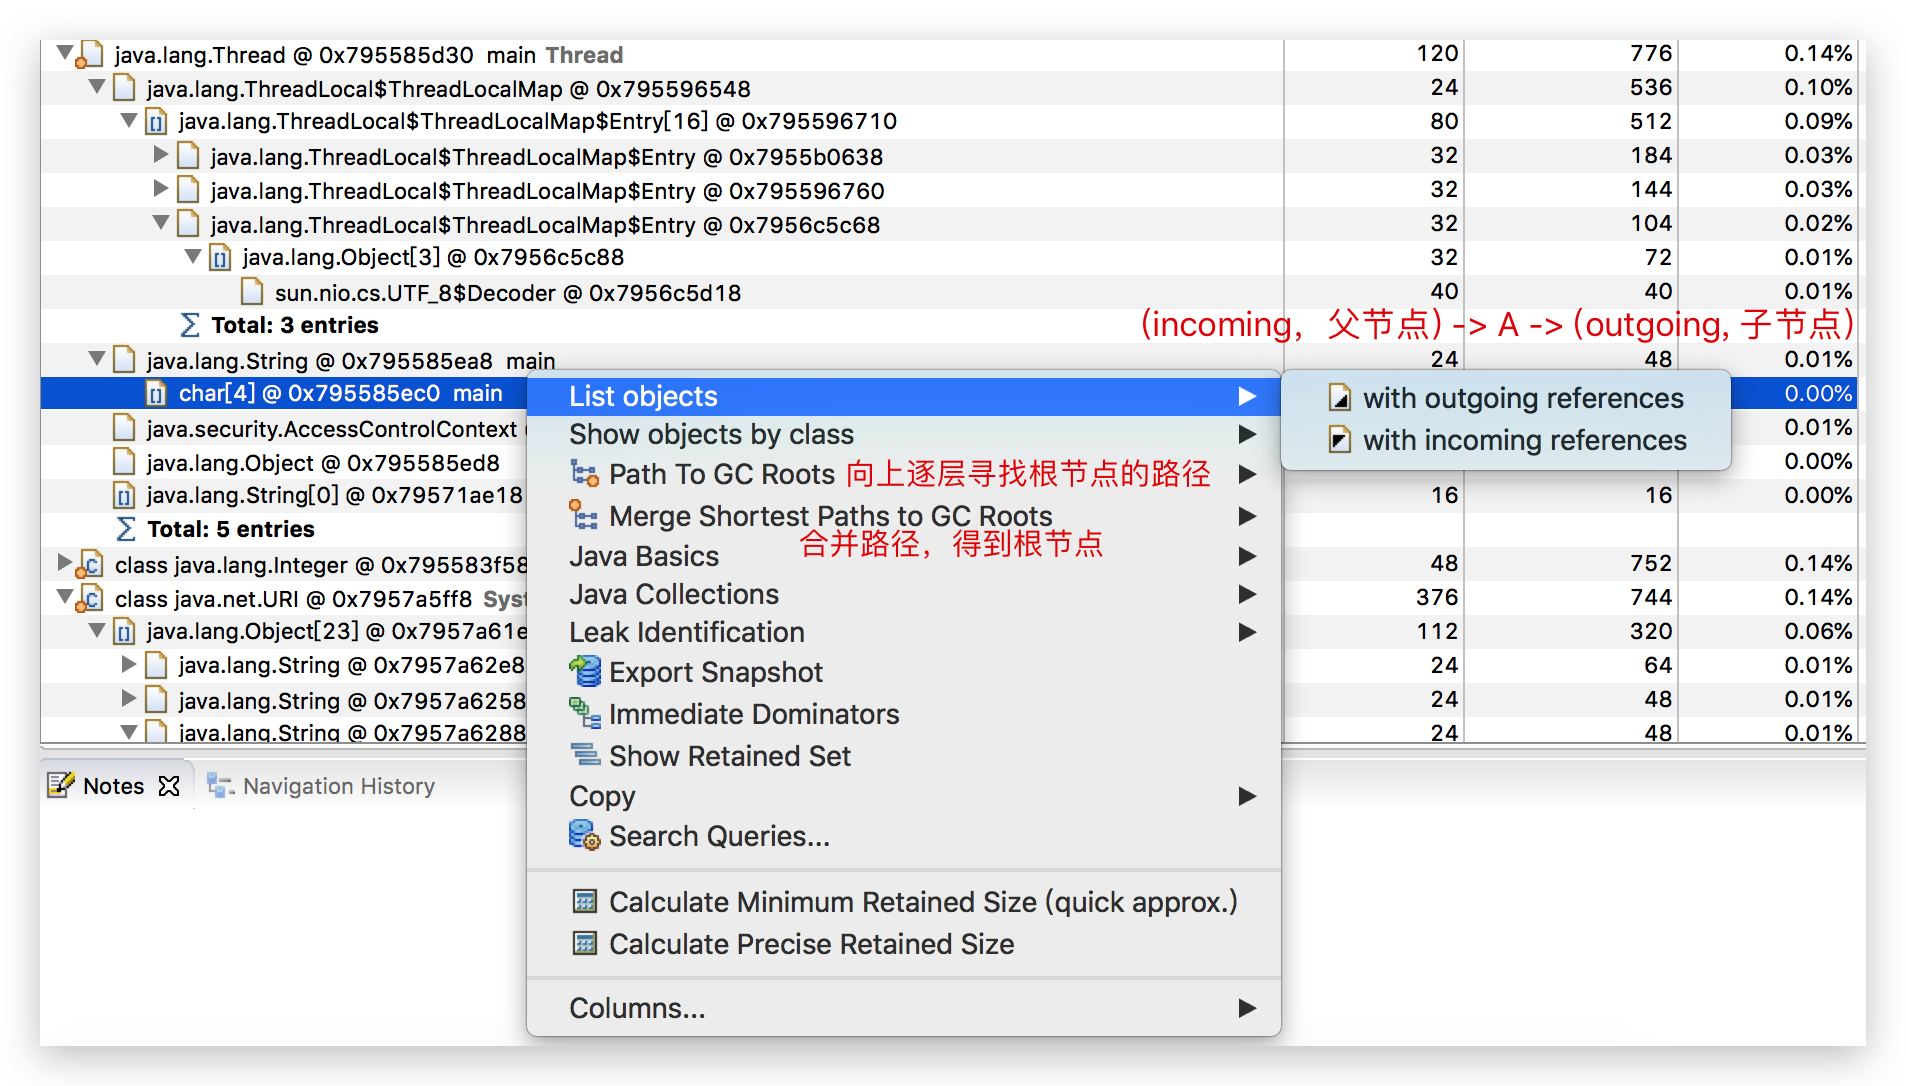 java.lang.Thread @ 0x795585d30 main Thread 120 776 0.14%
java.lang.ThreadLocal$ThreadLocalMap @ 0x795596548 24 536 0.10%
java.lang.ThreadLocal$ThreadLocalMap$Entry[16] @ 0x795596710 80 512 0.09%
java.lang.ThreadLocal$ThreadLocalMap$Entry @ 0x7955b0638 32 184 0.03%
java.lang.ThreadLocal$ThreadLocalMap$Entry @ 0x795596760 32 144 0.03%
java.lang.ThreadLocal$ThreadLocalMap$Entry @ 0x7956c5c68 32 104 0.02%
java.lang.Object[3] @ 0x7956c5c88 32 72 0.01%
sun.nio.cs.UTF_8$Decoder @ 0x7956c5d18 40 40 0.01%
Σ Total: 3 entries
(incoming，父节点) -> A -> (outgoing, 子节点)
java.lang.String @ 0x795585ea8 main 24 48 0.01%
char[4] @ 0x795585ec0 main 0.00%
java.security.AccessControlContext 0.01%
java.lang.Object @ 0x795585ed8 0.00%
java.lang.String[0] @ 0x79571ae18 16 16 0.00%
Σ Total: 5 entries
class java.lang.Integer @ 0x795583f58 48 752 0.14%
class java.net.URI @ 0x7957a5ff8 Syst 376 744 0.14%
java.lang.Object[23] @ 0x7957a61e 112 320 0.06%
java.lang.String @ 0x7957a62e8 24 64 0.01%
java.lang.String @ 0x7957a6258 24 48 0.01%
java.lang.String @ 0x7957a6288 24 48 0.01%
List objects
with outgoing references
with incoming references
Show objects by class
Path To GC Roots 向上逐层寻找根节点的路径
Merge Shortest Paths to GC Roots
合并路径，得到根节点
Java Basics
Java Collections
Leak Identification
Export Snapshot
Immediate Dominators
Show Retained Set
Copy
Search Queries...
Calculate Minimum Retained Size (quick approx.)
Calculate Precise Retained Size
Columns...
Notes
Navigation History